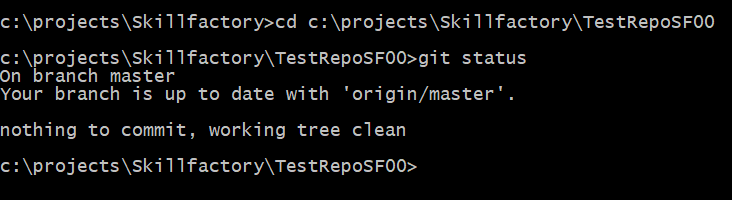 c:\projects\Skillfactory>cd c:\projects\Skillfactory\TestRepoSF00
c:\projects\Skillfactory\TestRepoSF00>git status
On branch master
Your branch is up to date with 'origin/master'.
nothing to commit, working tree clean
c:\projects\Skillfactory\TestRepoSF00>